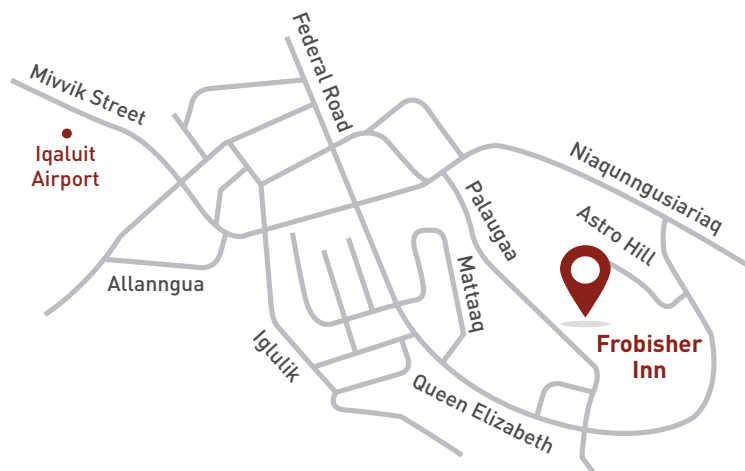 Federal Road
Mivvik Street
Iqaluit
Airport
Niaqunngusiariaq
Palaugaa
Astro Hill
Allanngua
Mattaaq
Iglulik
Frobisher
Inn
Queen Elizabeth